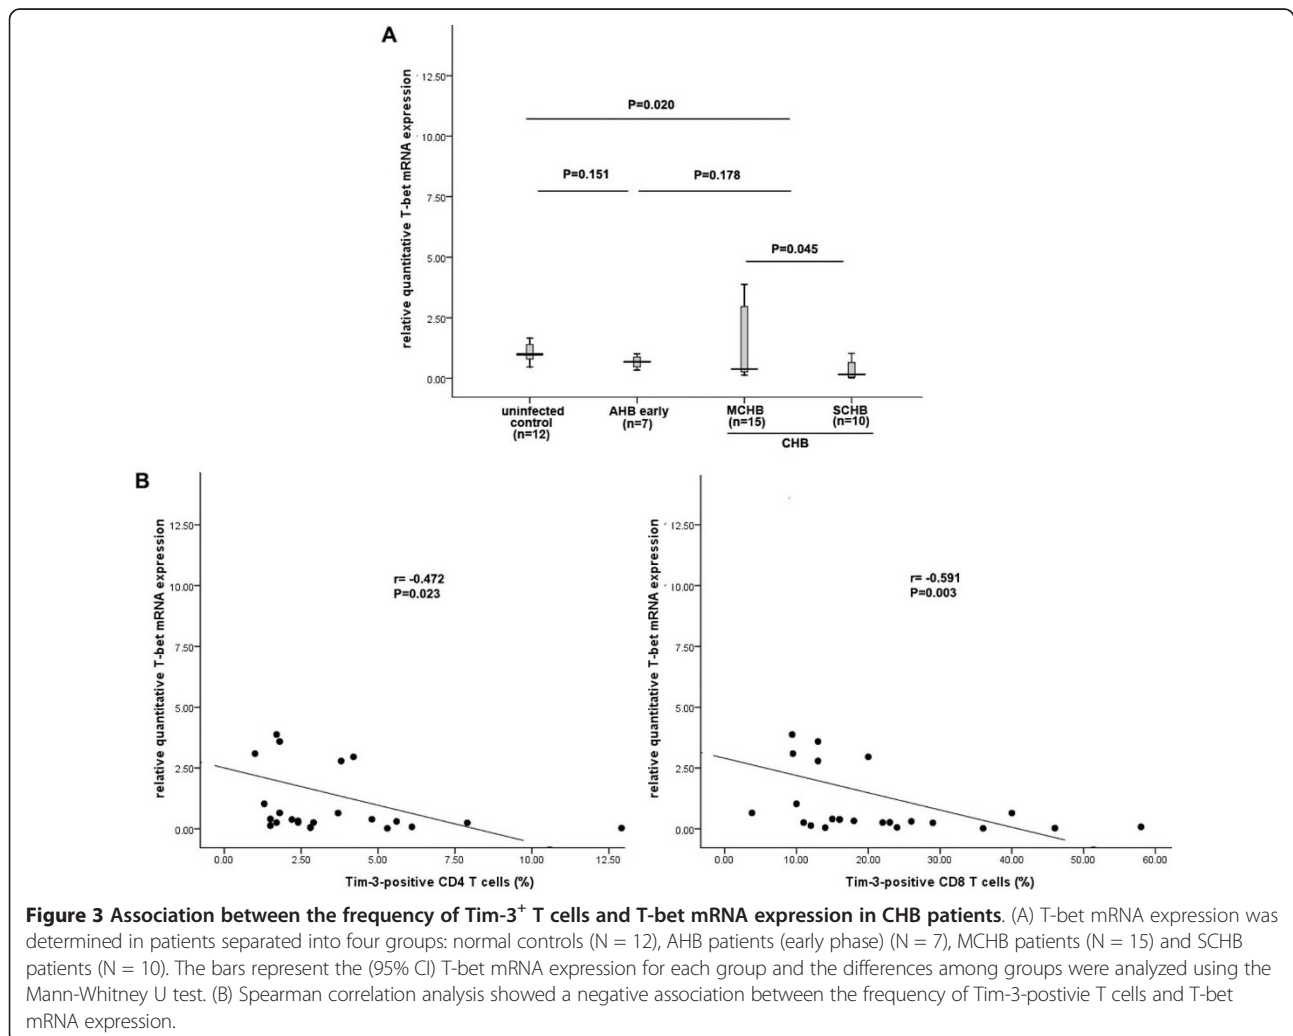 A
relative quantitative T-bet mRNA expression
12.50
10.00
7.50
5.00
2.50
0.00
P=0.020
P=0.151
P=0.178
P=0.045
uninfected
control
(n=12)
AHB early
(n=7)
MCHB
(n=15)
SCHB
(n=10)
CHB
B
relative quantitative T-bet mRNA expression
12.50
10.00
7.50
5.00
2.50
0.00
r= -0.472
P=0.023
0.00 2.50 5.00 7.50 10.00 12.50
Tim-3-positive CD4 T cells (%)
relative quantitative T-bet mRNA expression
12.50
10.00
7.50
5.00
2.50
0.00
r= -0.591
P=0.003
0.00 10.00 20.00 30.00 40.00 50.00 60.00
Tim-3-positive CD8 T cells (%)
Figure 3 Association between the frequency of Tim-3⁺ T cells and T-bet mRNA expression in CHB patients. (A) T-bet mRNA expression was
determined in patients separated into four groups: normal controls (N = 12), AHB patients (early phase) (N = 7), MCHB patients (N = 15) and SCHB
patients (N = 10). The bars represent the (95% CI) T-bet mRNA expression for each group and the differences among groups were analyzed using the
Mann-Whitney U test. (B) Spearman correlation analysis showed a negative association between the frequency of Tim-3-postivie T cells and T-bet
mRNA expression.